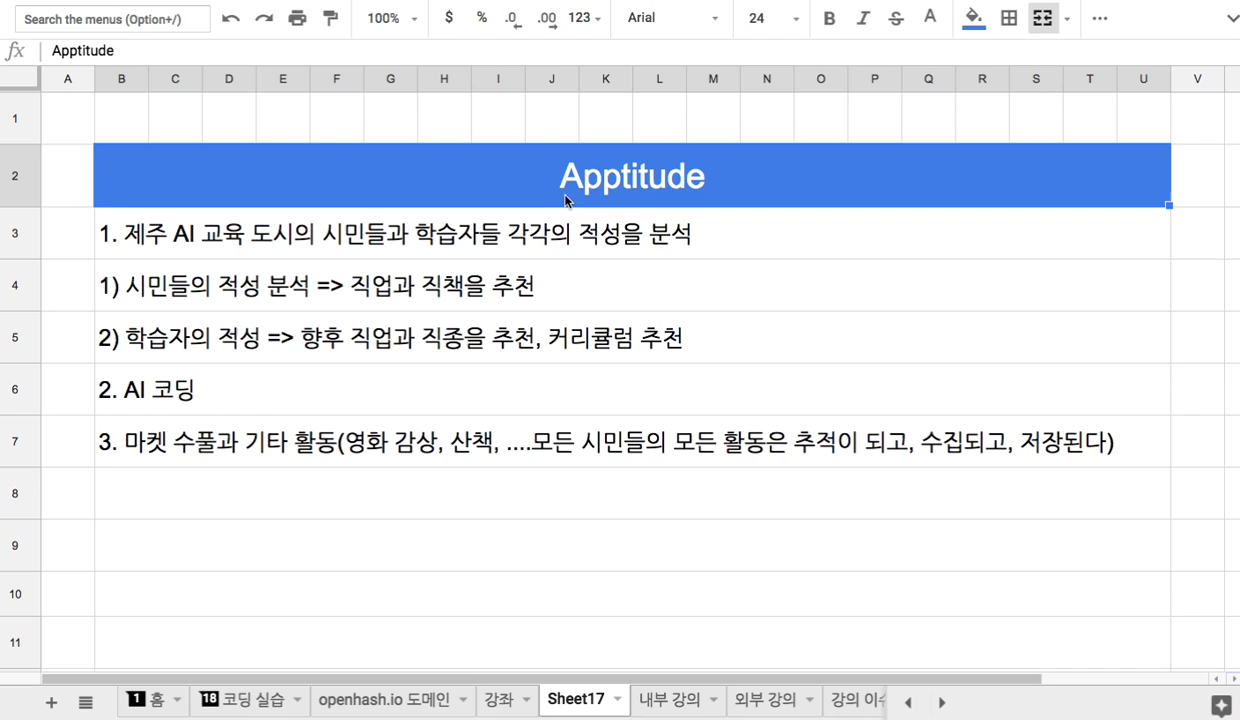 Search the menus (Option+/)
100% $ % .0 .00 123 Arial 24 B I S A
fx Apptitude
A B C D E F G H I J K L M N O P Q R S T U V
1
2 Apptitude
3 1. 제주 AI 교육 도시의 시민들과 학습자들 각각의 적성을 분석
4 1) 시민들의 적성 분석 => 직업과 직책을 추천
5 2) 학습자의 적성 => 향후 직업과 직종을 추천, 커리큘럼 추천
6 2. AI 코딩
7 3. 마켓 수풀과 기타 활동(영화 감상, 산책, ....모든 시민들의 모든 활동은 추적이 되고, 수집되고, 저장된다)
8
9
10
11
1 홈 18 코딩 실습 openhash.io 도메인 강좌 Sheet17 내부 강의 외부 강의 강의